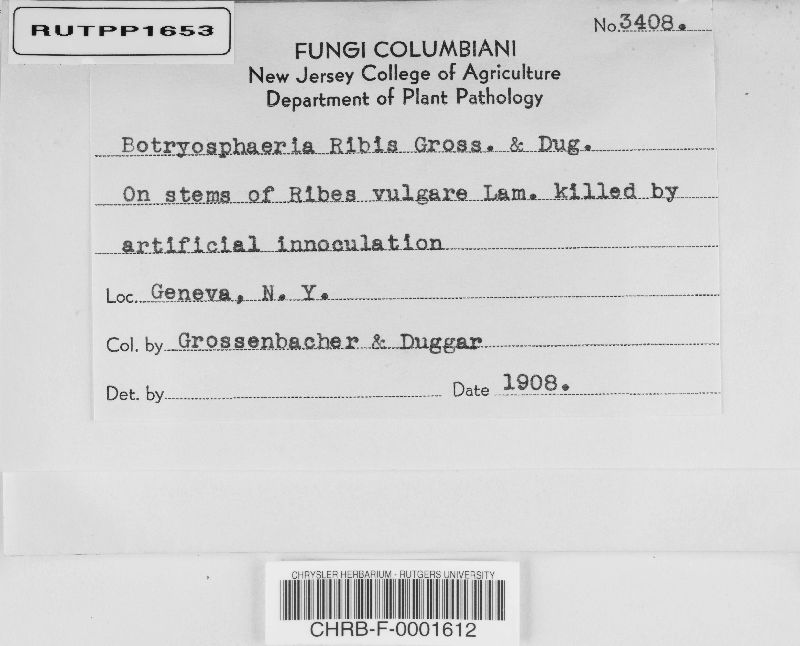 RUTPP1653
No. 3408.
FUNGI COLUMBIANI
New Jersey College of Agriculture
Department of Plant Pathology
Botryosphaeria Ribis Gross. & Dug.
On stems of Ribes vulgare Lam. killed by
artificial innoculation
Loc. Geneva, N. Y.
Col. by Grossenbacher & Duggar
Det. by
Date 1908.
CHRYSLER HERBARIUM - RUTGERS UNIVERSITY
CHRB-F-0001612